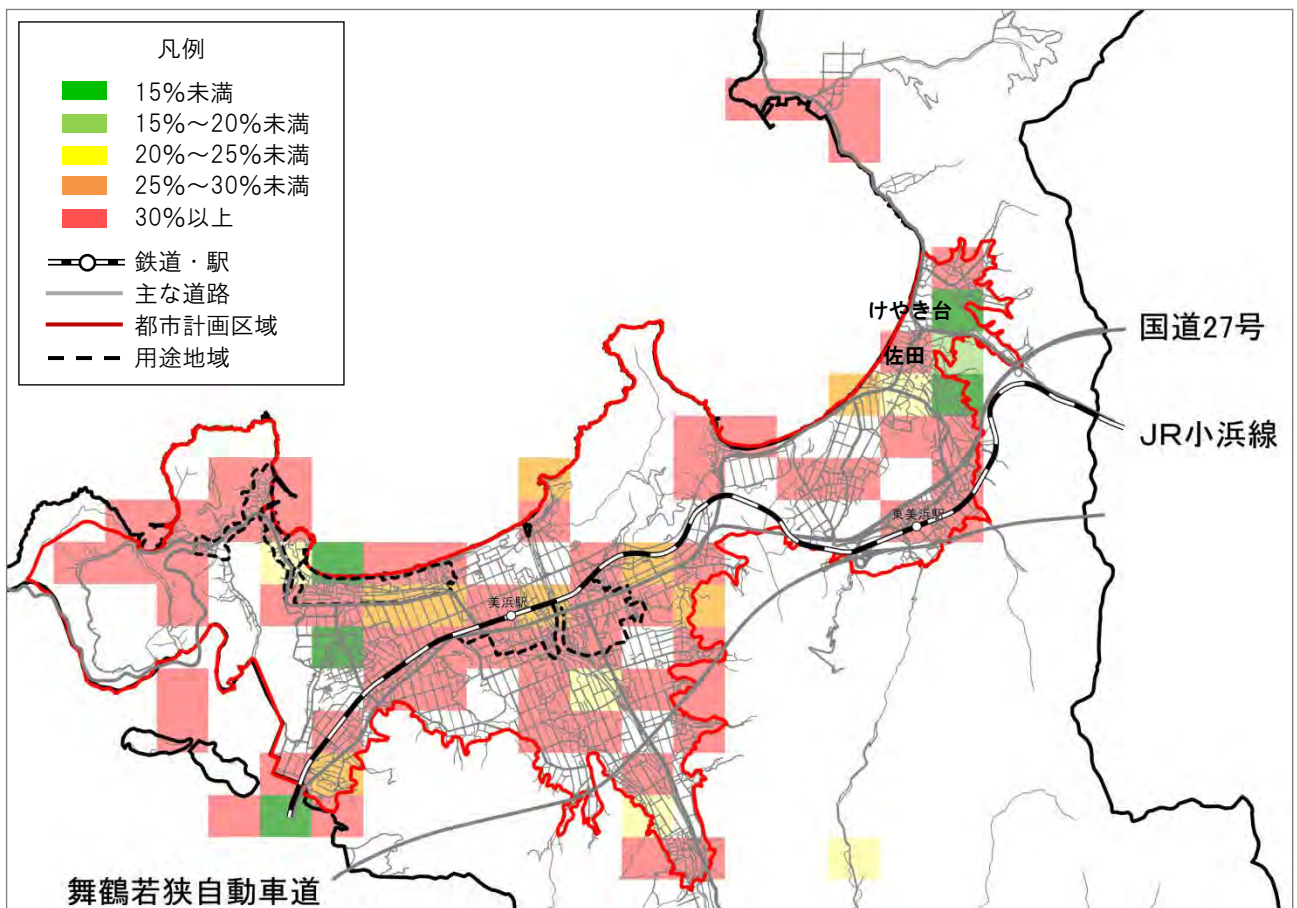 凡例
15%未満
15%～20%未満
20%～25%未満
25%～30%未満
30%以上
鉄道・駅
主な道路
都市計画区域
用途地域
けやき台
国道27号
佐田
JR小浜線
東美浜駅
美浜駅
舞鶴若狭自動車道